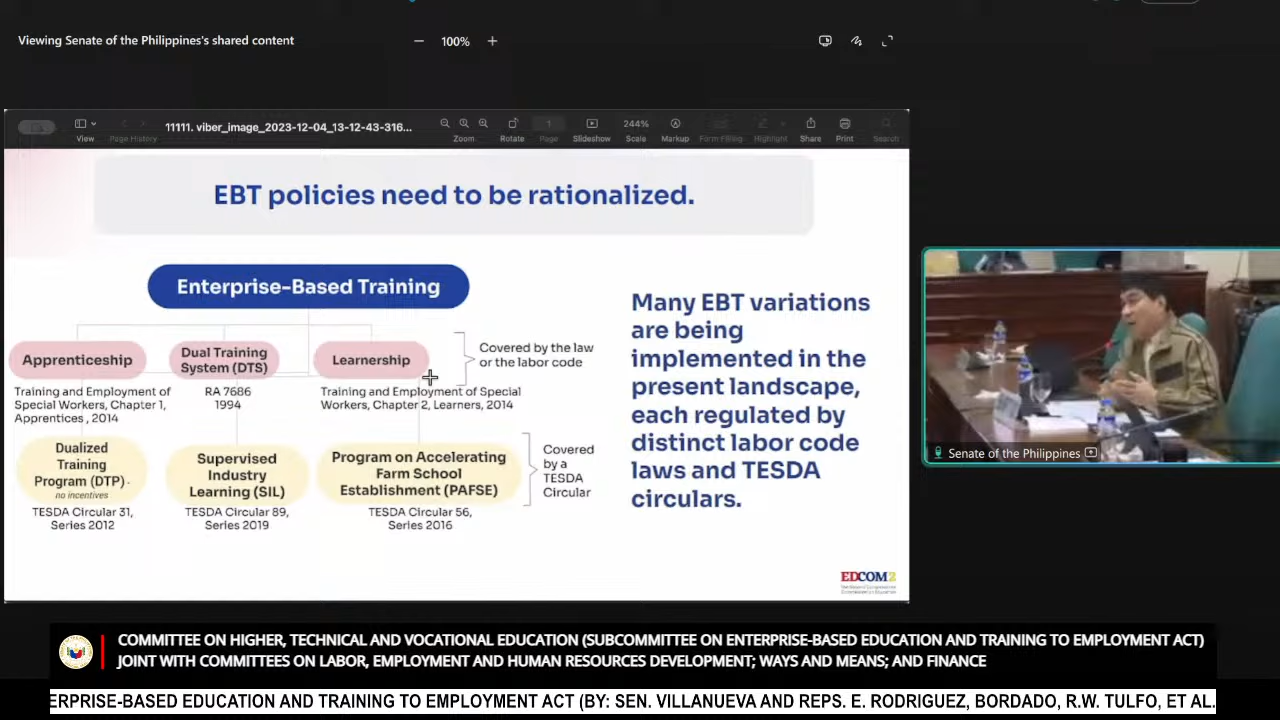 Viewing Senate of the Philippines's shared content
100%
View
Page History
11111. viber_image_2023-12-04_13-12-43-316...
Zoom
Rotate
1
Page
Slideshow
244%
Scale
Markup
Form Filling
Highlight
Share
Print
Search
EBT policies need to be rationalized.
Enterprise-Based Training
Apprenticeship
Training and Employment of
Special Workers, Chapter 1,
Apprentices , 2014
Dual Training
System (DTS)
RA 7686
1994
Learnership
Training and Employment of Special
Workers, Chapter 2, Learners, 2014
Covered by the law
or the labor code
Dualized
Training
Program (DTP) -
no incentives
TESDA Circular 31,
Series 2012
Supervised
Industry
Learning (SIL)
TESDA Circular 89,
Series 2019
Program on Accelerating
Farm School
Establishment (PAFSE)
TESDA Circular 56,
Series 2016
Covered
by a
TESDA
Circular
Many EBT variations
are being
implemented in the
present landscape,
each regulated by
distinct labor code
laws and TESDA
circulars.
EDCOM2
Senate of the Philippines
COMMITTEE ON HIGHER, TECHNICAL AND VOCATIONAL EDUCATION (SUBCOMMITTEE ON ENTERPRISE-BASED EDUCATION AND TRAINING TO EMPLOYMENT ACT)
JOINT WITH COMMITTEES ON LABOR, EMPLOYMENT AND HUMAN RESOURCES DEVELOPMENT; WAYS AND MEANS; AND FINANCE
ERPRISE-BASED EDUCATION AND TRAINING TO EMPLOYMENT ACT (BY: SEN. VILLANUEVA AND REPS. E. RODRIGUEZ, BORDADO, R.W. TULFO, ET AL.